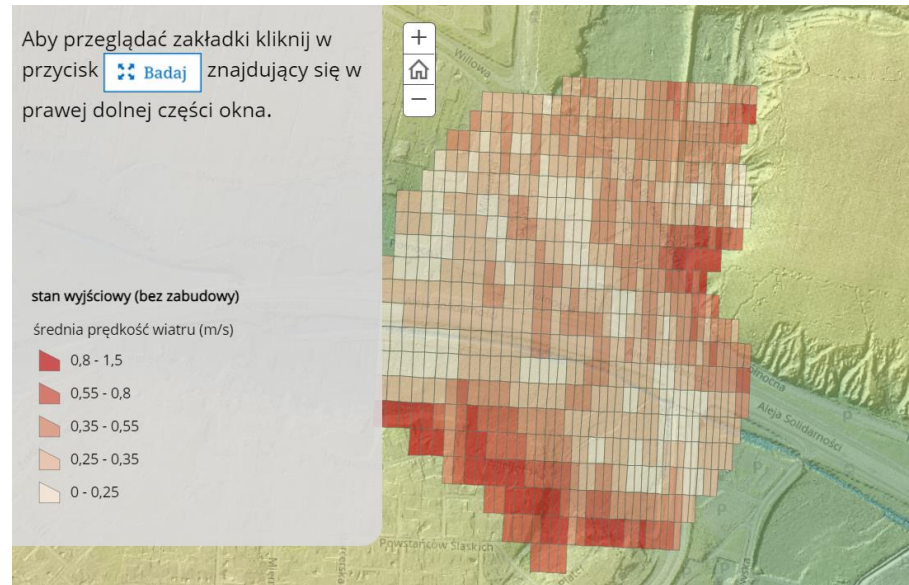 Aby przeglądać zakładki kliknij w
przycisk Badaj znajdujący się w
prawej dolnej części okna.
+
−
Willowa
stan wyjściowy (bez zabudowy)
średnia prędkość wiatru (m/s)
0,8 - 1,5
0,55 - 0,8
0,35 - 0,55
0,25 - 0,35
0 - 0,25
Aleja Solidarności
P
P
P
Powstańców Śląskich